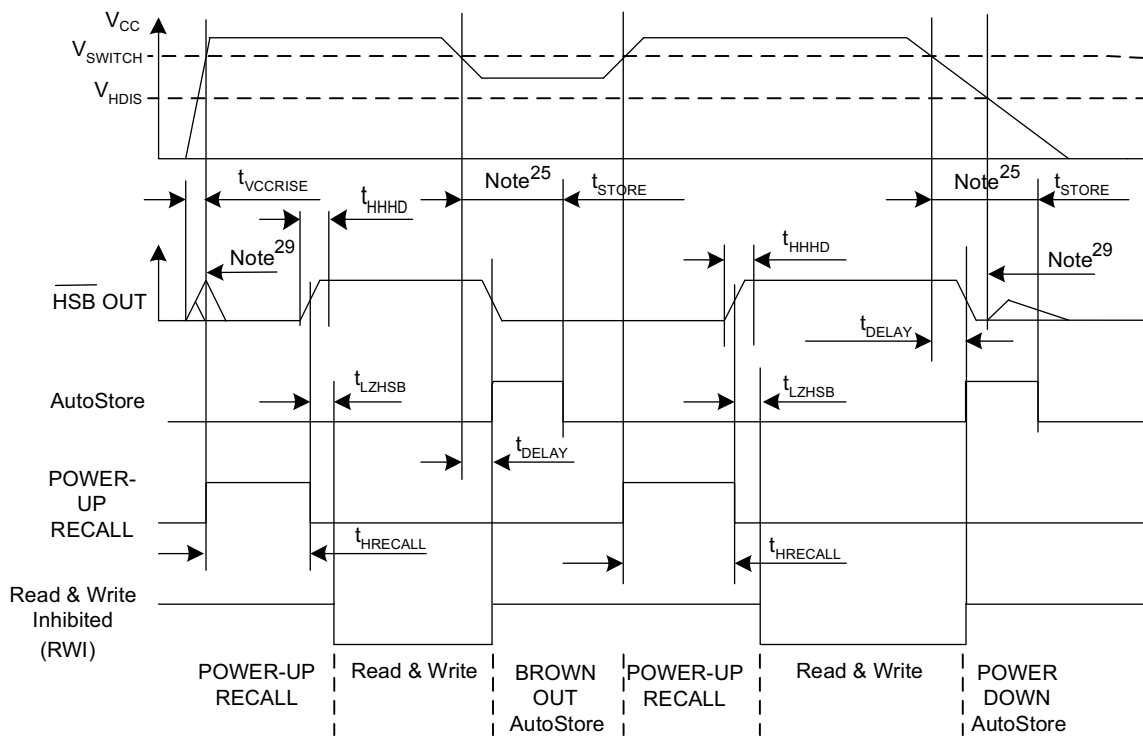 VCC
VSWITCH
VHDIS
tVCCRISE
Note25
tSTORE
Note25
tSTORE
tHHHD
Note29
tHHHD
Note29
HSB OUT
tDELAY
tLZHSB
tLZHSB
AutoStore
tDELAY
POWER-
UP
RECALL
tHRECALL
tHRECALL
Read & Write
Inhibited
(RWI)
POWER-UP
RECALL
Read & Write
BROWN
OUT
AutoStore
POWER-UP
RECALL
Read & Write
POWER
DOWN
AutoStore